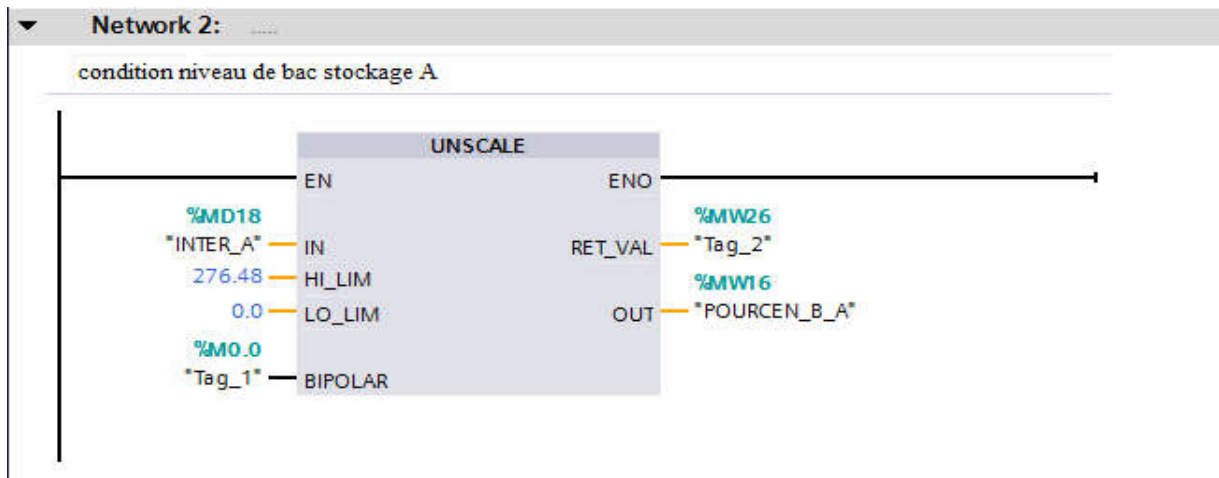 Network 2: .....
condition niveau de bac stockage A
UNSCALE
EN ENO
%MD18 %MW26
"INTER_A" IN RET_VAL "Tag_2"
276.48 HI_LIM %MW16
0.0 LO_LIM OUT "POURCEN_B_A"
%M0.0
"Tag_1" BIPOLAR